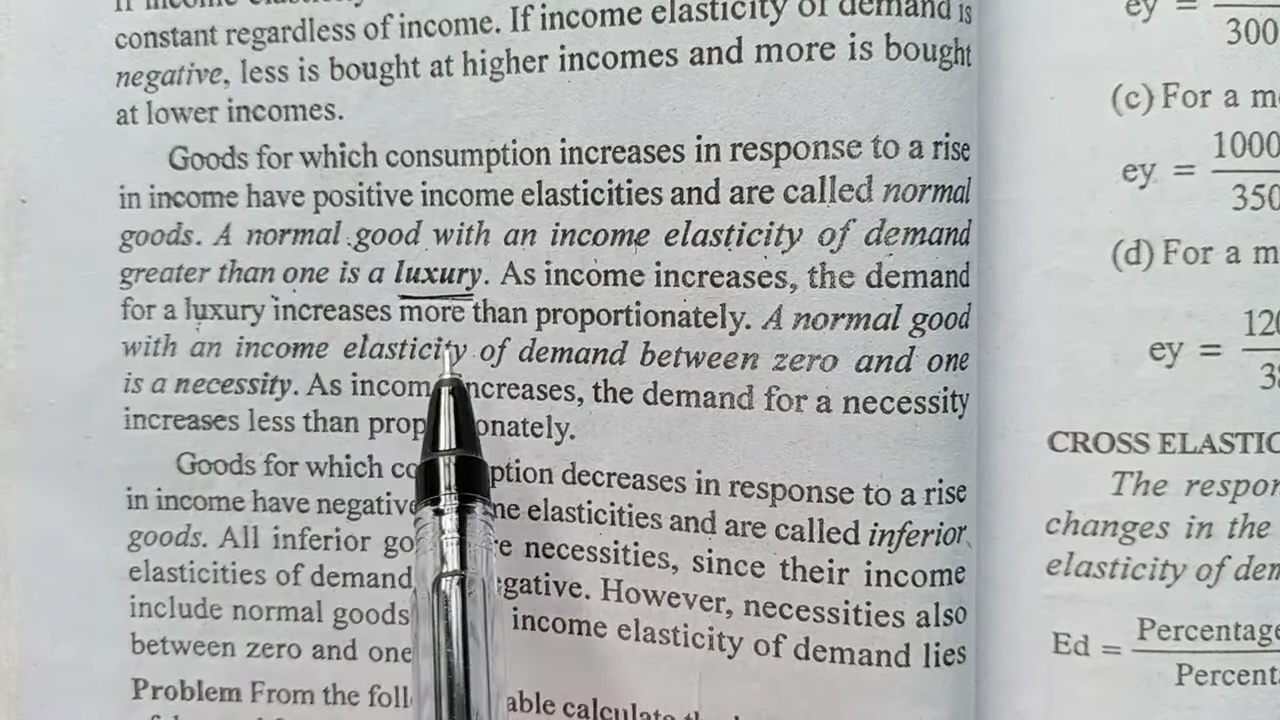 constant regardless of income. If income elasticity of demand is
negative, less is bought at higher incomes and more is bought
at lower incomes.
Goods for which consumption increases in response to a rise
in income have positive income elasticities and are called normal
goods. A normal good with an income elasticity of demand
greater than one is a luxury. As income increases, the demand
for a luxury increases more than proportionately. A normal good
with an income elasticity of demand between zero and one
is a necessity. As incom ncreases, the demand for a necessity
increases less than prop onately.
Goods for which co ption decreases in response to a rise
in income have negative me elasticities and are called inferior
goods. All inferior go re necessities, since their income
elasticities of demand gative. However, necessities also
include normal goods income elasticity of demand lies
between zero and one
Problem From the foll able calculate
ey =
300
(c) For a m
ey = 1000
350
(d) For a m
ey = 120
CROSS ELASTIC
The respon
changes in the
elasticity of dem
Ed = Percentage
Percent